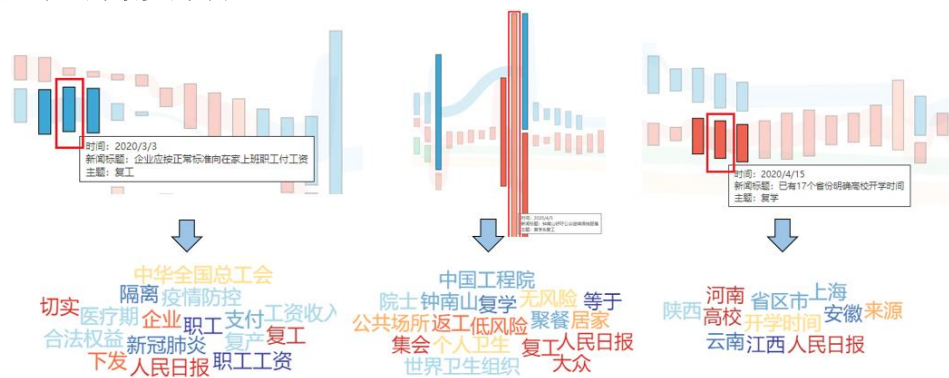 时间：2020/3/3
新闻标题：企业应按正常标准向在家上班职工付工资
主题：复工
时间：2020/4/15
新闻标题：已有17个省份明确高校开学时间
主题：复学
中华全国总工会
隔离 疫情防控
切实 医疗期 企业 职工 支付 工资收入
合法权益 新冠肺炎 复产 复工
下发 人民日报 职工工资
中国工程院
院士 钟南山 复学 无风险 等于
公共场所 返工 低风险 聚餐 居家
集会 个人卫生 复工 人民日报
世界卫生组织 大众
河南 省区市 上海
陕西 高校 开学时间 安徽 来源
云南 江西 人民日报